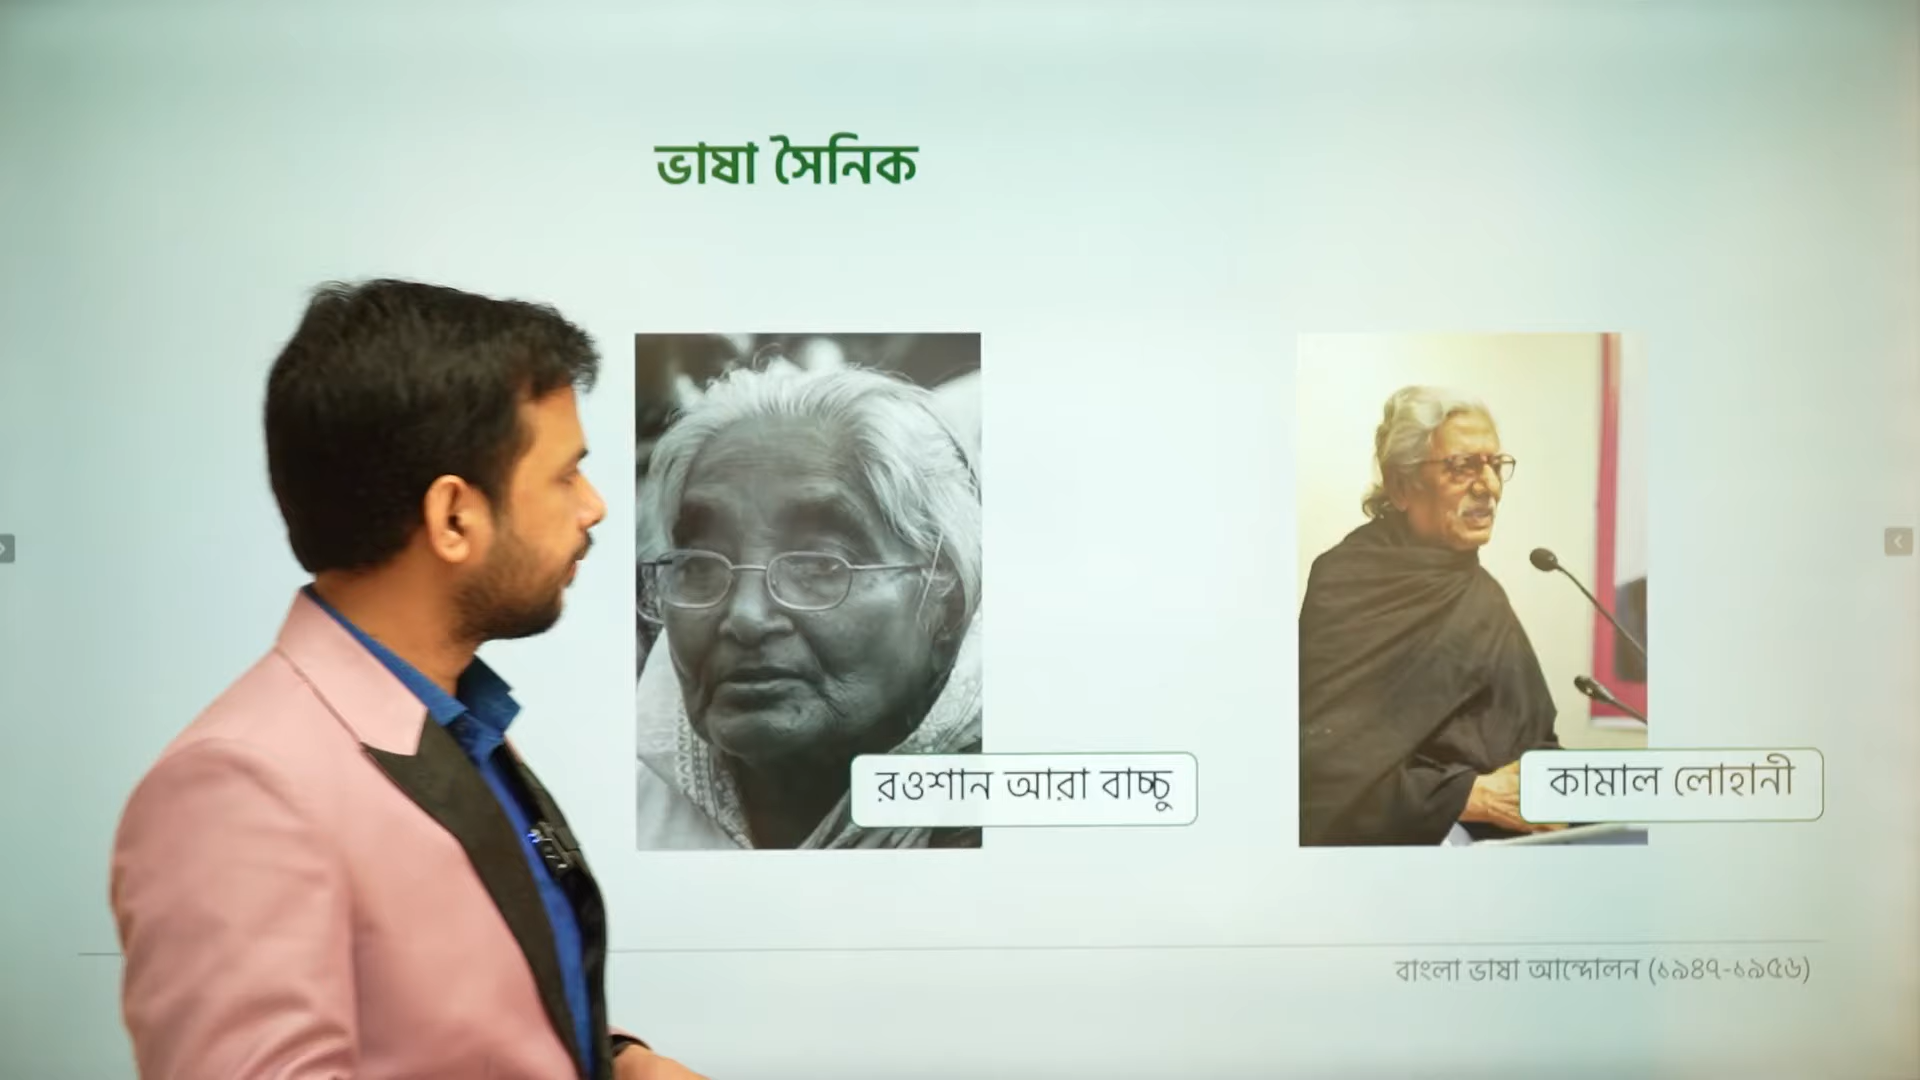 ভাষা সৈনিক
রওশান আরা বাচ্চু
কামাল লোহানী
বাংলা ভাষা আন্দোলন (১৯৪৭-১৯৫৬)